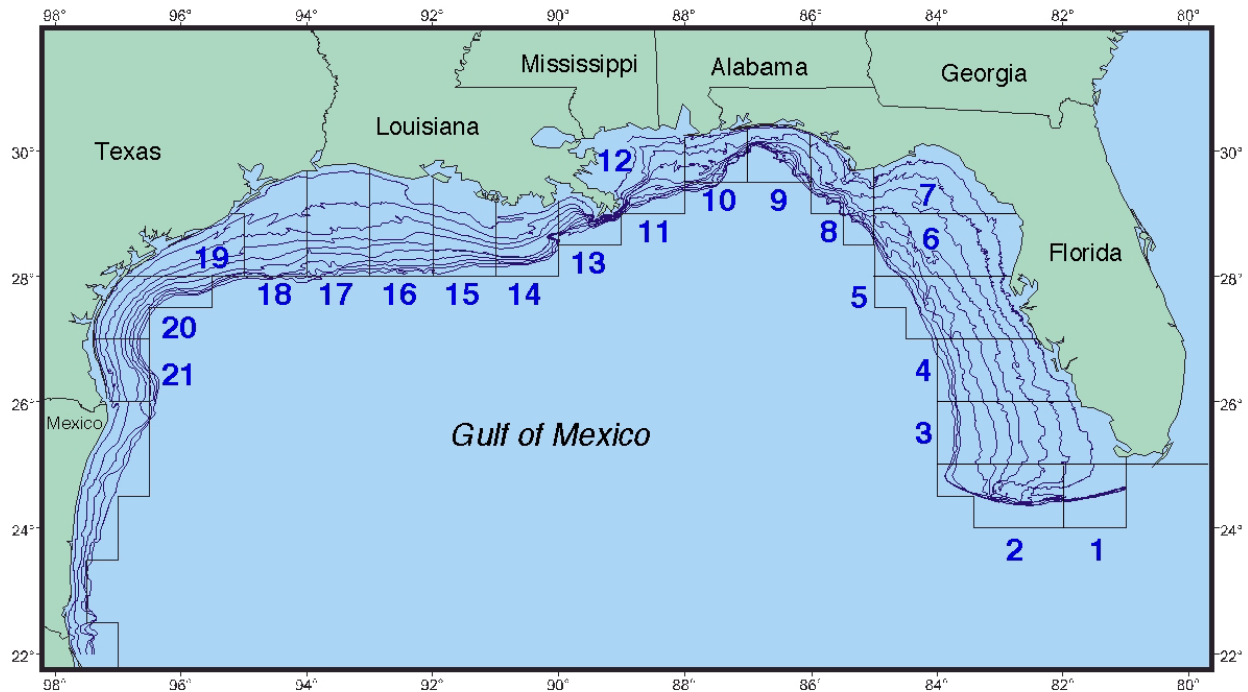 98° 96° 94° 92° 90° 88° 86° 84° 82° 80°
Mississippi Alabama Georgia
Louisiana
Texas
30° 12 30°
7
10 9
11 8 6
Florida
19 13
28° 28°
18 17 16 15 14 5
20
21 4
26° 26°
Mexico
Gulf of Mexico 3
24° 24°
2 1
22° 22°
98° 96° 94° 92° 90° 88° 86° 84° 82° 80°